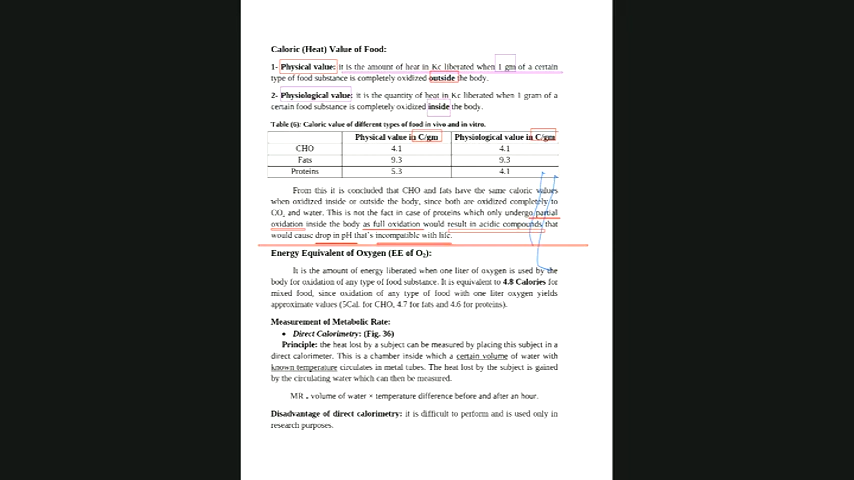 Caloric (Heat) Value of Food:
1- Physical value: it is the amount of heat in Kc liberated when 1 gm of a certain
type of food substance is completely oxidized outside the body.
2- Physiological value: it is the quantity of heat in Kc liberated when 1 gram of a
certain food substance is completely oxidized inside the body.
Table (6): Caloric value of different types of food in vivo and in vitro.
Physical value in C/gm Physiological value in C/gm
CHO 4.1 4.1
Fats 9.3 9.3
Proteins 5.3 4.1
From this it is concluded that CHO and fats have the same caloric values
when oxidized inside or outside the body, since both are oxidized completely to
CO2 and water. This is not the fact in case of proteins which only undergo partial
oxidation inside the body as full oxidation would result in acidic compounds that
would cause drop in pH that's incompatible with life.
Energy Equivalent of Oxygen (EE of O2):
It is the amount of energy liberated when one liter of oxygen is used by the
body for oxidation of any type of food substance. It is equivalent to 4.8 Calories for
mixed food, since oxidation of any type of food with one liter oxygen yields
approximate values (5Cal. for CHO, 4.7 for fats and 4.6 for proteins).
Measurement of Metabolic Rate:
• Direct Calorimetry: (Fig. 36)
Principle: the heat lost by a subject can be measured by placing this subject in a
direct calorimeter. This is a chamber inside which a certain volume of water with
known temperature circulates in metal tubes. The heat lost by the subject is gained
by the circulating water which can then be measured.
MR = volume of water × temperature difference before and after an hour.
Disadvantage of direct calorimetry: it is difficult to perform and is used only in
research purposes.